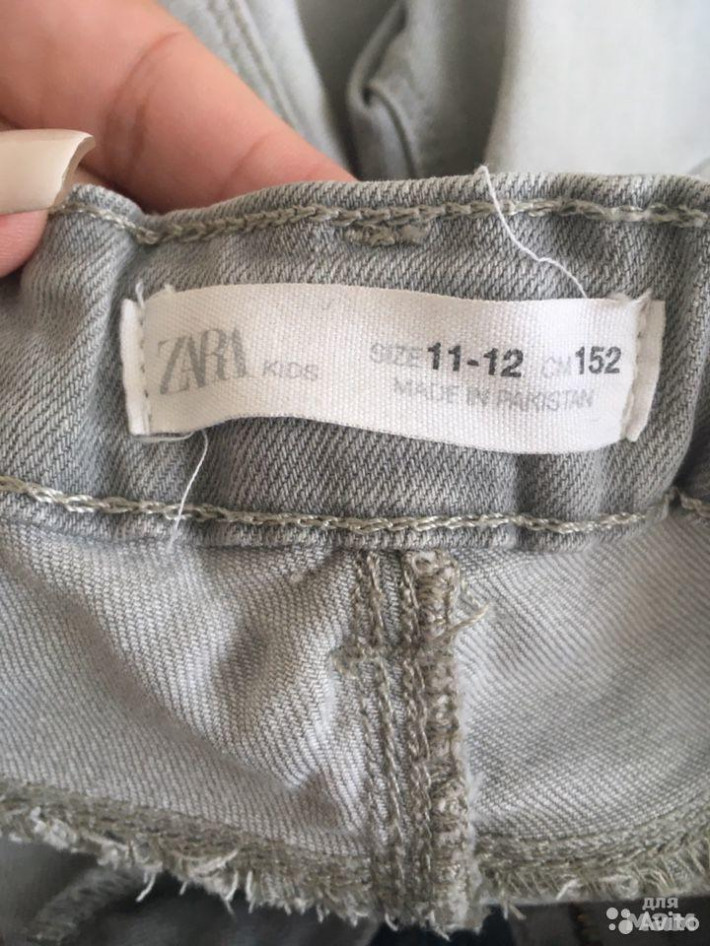 ZARA KIDS SIZE 11-12 CM 152
MADE IN PAKISTAN
для
Avito